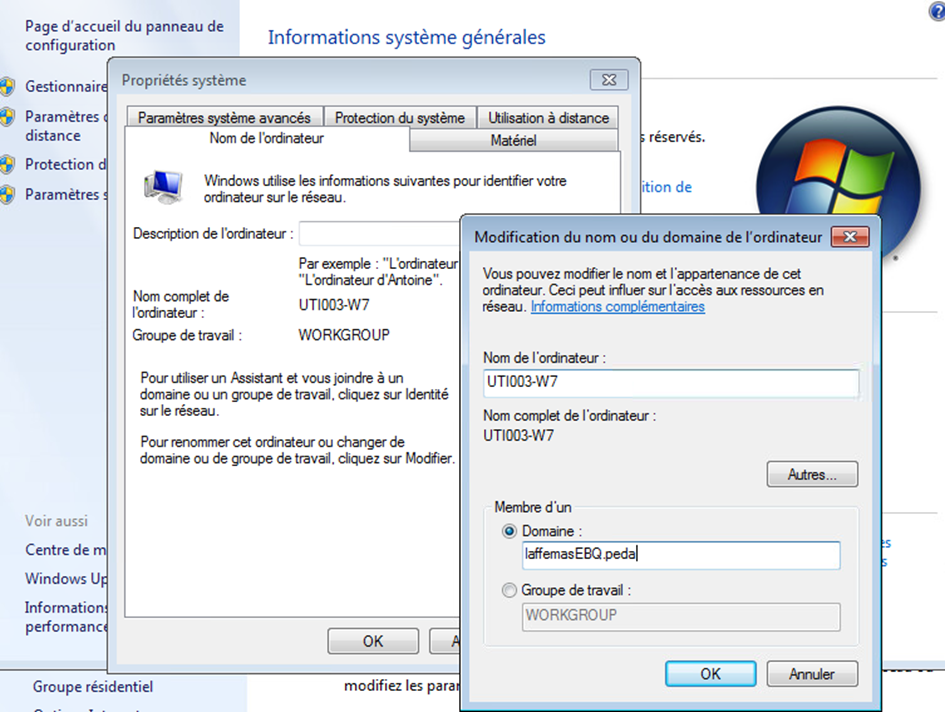 Page d'accueil du panneau de
configuration
Gestionnaire
Paramètres
distance
Protection
Paramètres
Voir aussi
Centre de
Windows
Informations
performance
Groupe résidentiel
Informations système générales
s réservés.
ition de
modifiez les
Propriétés système
Paramètres système avancés
Protection du système
Utilisation à distance
Nom de l'ordinateur
Matériel
Windows utilise les informations suivantes pour identifier votre
ordinateur sur le réseau.
Description de l'ordinateur :
Par exemple : "L'ordinateur
"L'ordinateur d'Antoine".
Nom complet de
l'ordinateur :
UTI003-W7
Groupe de travail :
WORKGROUP
Pour utiliser un Assistant et vous joindre à un
domaine ou un groupe de travail, cliquez sur Identité
sur le réseau.
Pour renommer cet ordinateur ou changer de
domaine ou de groupe de travail, cliquez sur Modifier.
OK
Modification du nom ou du domaine de l'ordinateur
Vous pouvez modifier le nom et l'appartenance de cet
ordinateur. Ceci peut influer sur l'accès aux ressources en
réseau. Informations complémentaires
Nom de l'ordinateur :
UTI003-W7
Nom complet de l'ordinateur :
UTI003-W7
Autres...
Membre d'un
Domaine :
laffemasEBQ.peda
Groupe de travail :
WORKGROUP
OK
Annuler